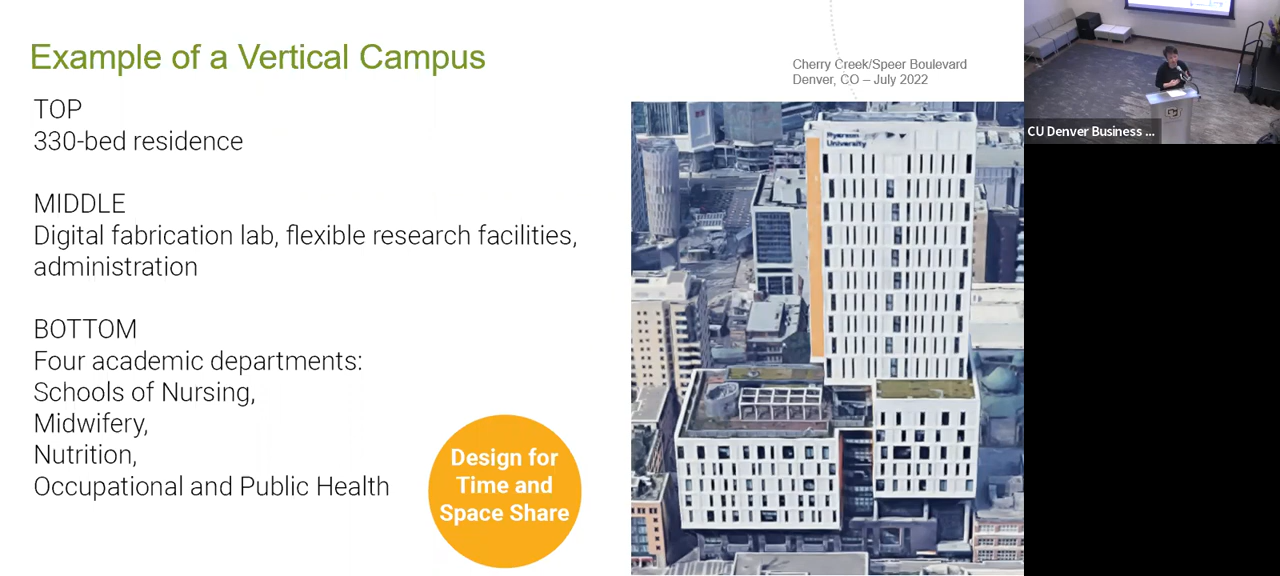 Example of a Vertical Campus
Cherry Creek/Speer Boulevard
Denver, CO – July 2022
TOP
330-bed residence
MIDDLE
Digital fabrication lab, flexible research facilities,
administration
BOTTOM
Four academic departments:
Schools of Nursing,
Midwifery,
Nutrition,
Occupational and Public Health
Design for
Time and
Space Share
University
CU Denver Business ...